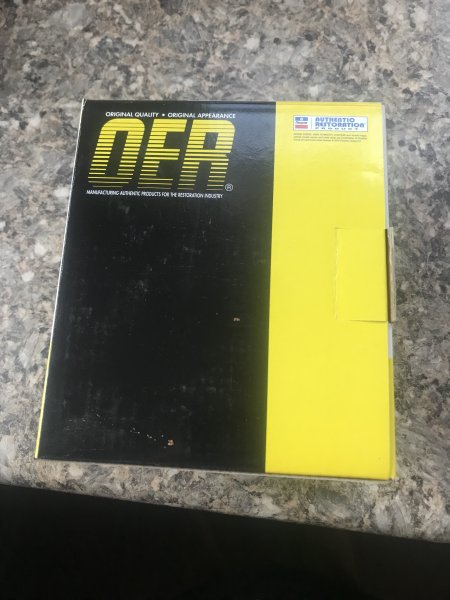 ORIGINAL QUALITY • ORIGINAL APPEARANCE
OER®
MANUFACTURING AUTHENTIC PRODUCTS FOR THE RESTORATION INDUSTRY
AUTHENTIC
RESTORATION
PRODUCT